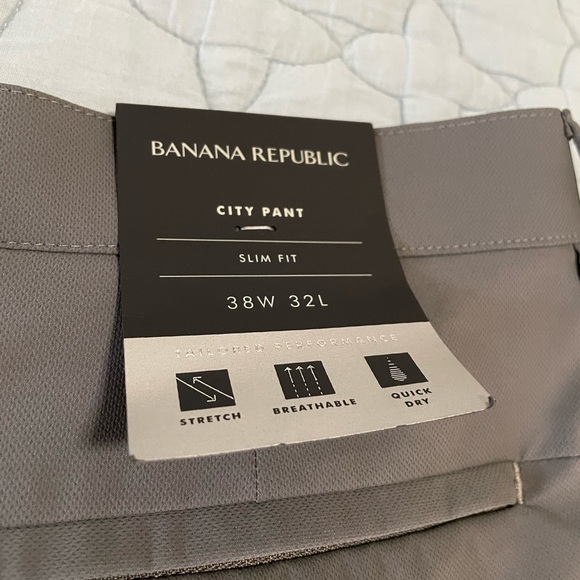 BANANA REPUBLIC
CITY PANT
SLIM FIT
38W 32L
TAILORED PERFORMANCE
STRETCH
BREATHABLE
QUICK
DRY